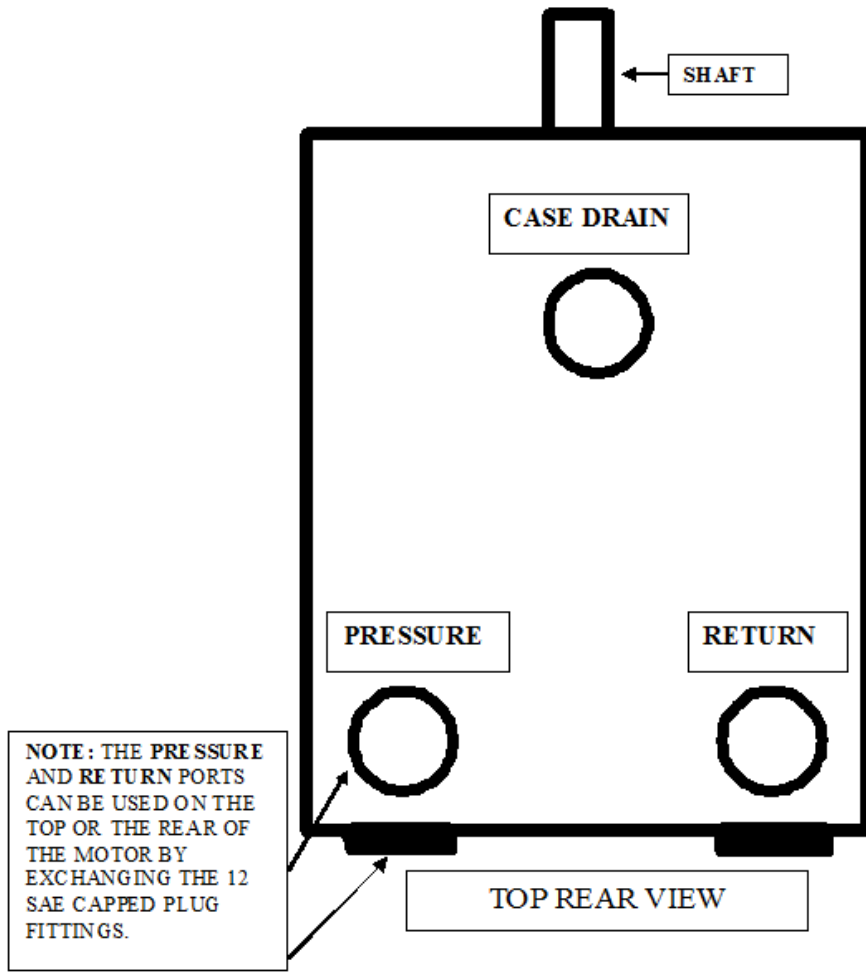 SHAFT
CASE DRAIN
PRESSURE
RETURN
NOTE: THE PRESSURE
AND RETURN PORTS
CAN BE USED ON THE
TOP OR THE REAR OF
THE MOTOR BY
EXCHANGING THE 12
SAE CAPPED PLUG
FITTINGS.
TOP REAR VIEW